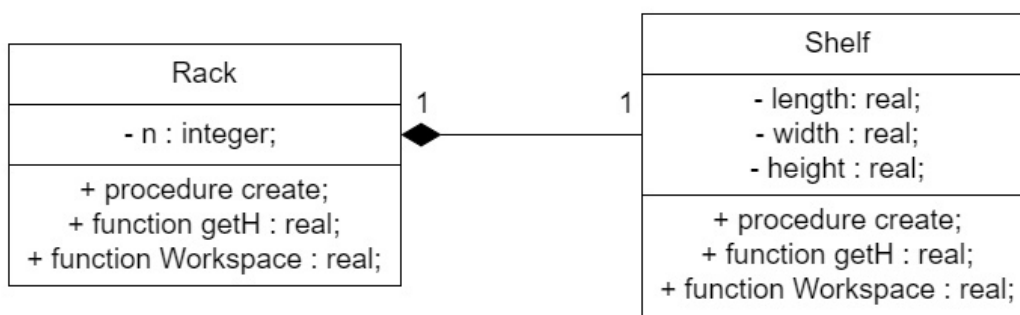 Rack
- n : integer;
+ procedure create;
+ function getH : real;
+ function Workspace : real;
1
1
Shelf
- length: real;
- width : real;
- height : real;
+ procedure create;
+ function getH : real;
+ function Workspace : real;